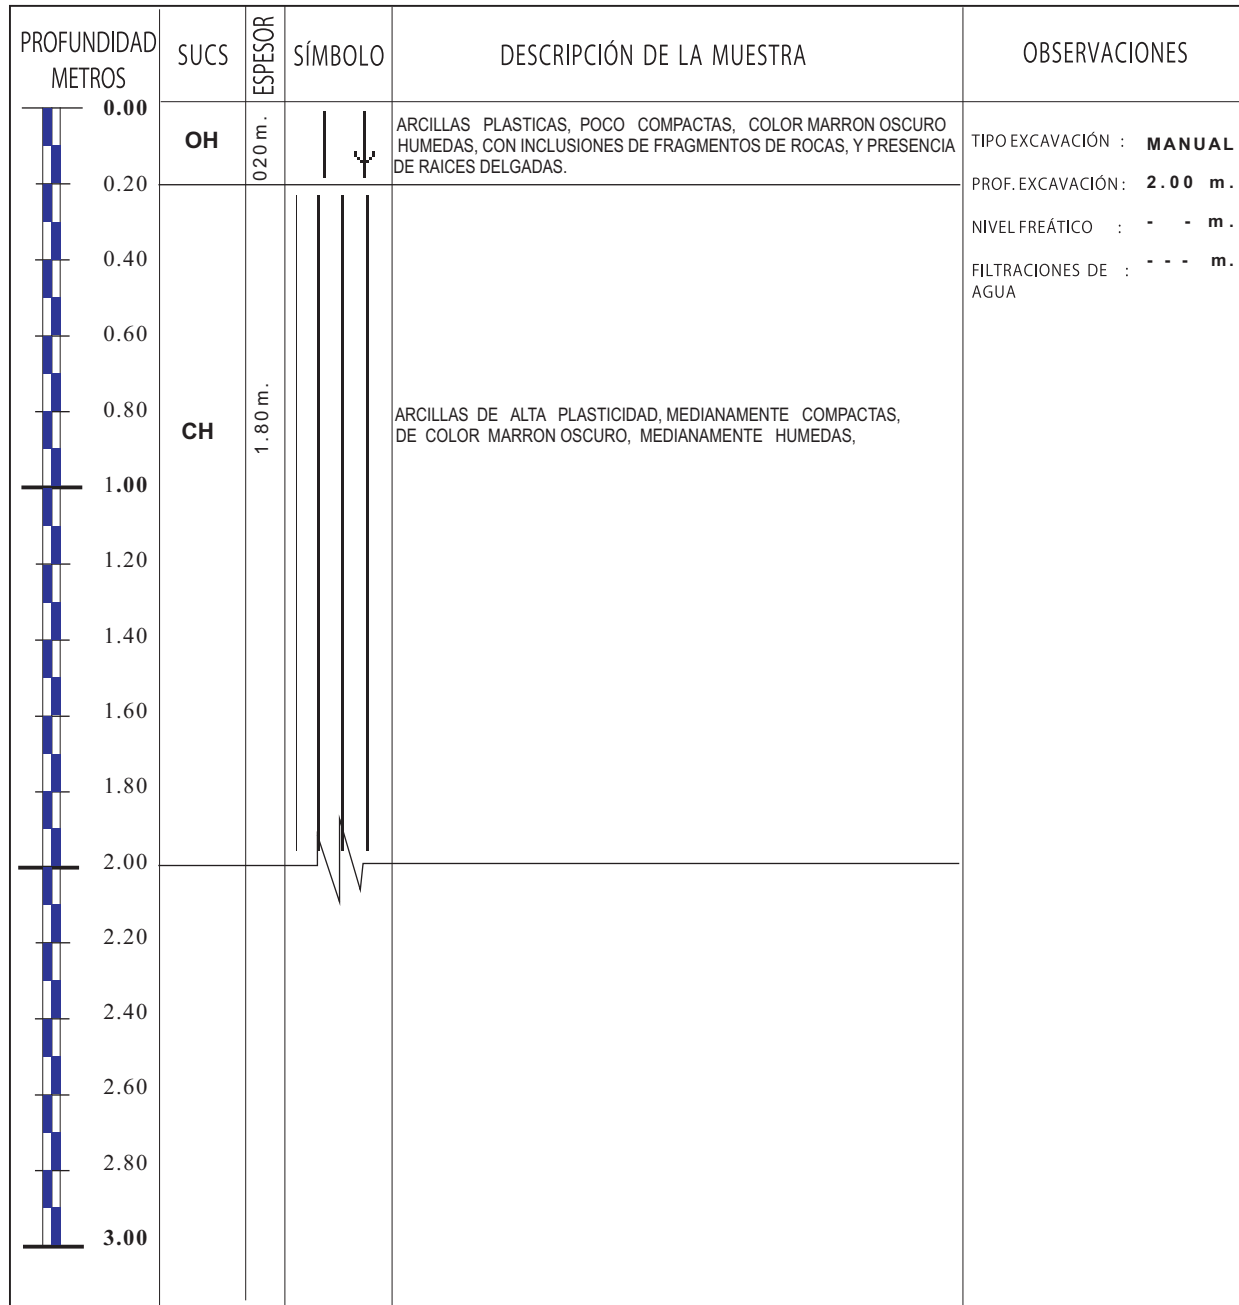 PROFUNDIDAD
METROS
SUCS
ESPESOR
SÍMBOLO
DESCRIPCIÓN DE LA MUESTRA
OBSERVACIONES
0.00
OH
020m.
ARCILLAS PLASTICAS, POCO COMPACTAS, COLOR MARRON OSCURO
HUMEDAS, CON INCLUSIONES DE FRAGMENTOS DE ROCAS, Y PRESENCIA
DE RAICES DELGADAS.
TIPO EXCAVACIÓN : MANUAL
PROF. EXCAVACIÓN: 2.00 m.
NIVEL FREÁTICO : - - m.
FILTRACIONES DE : - - - m.
AGUA
0.20
0.40
0.60
0.80
CH
1.80m.
ARCILLAS DE ALTA PLASTICIDAD, MEDIANAMENTE COMPACTAS,
DE COLOR MARRON OSCURO, MEDIANAMENTE HUMEDAS,
1.00
1.20
1.40
1.60
1.80
2.00
2.20
2.40
2.60
2.80
3.00